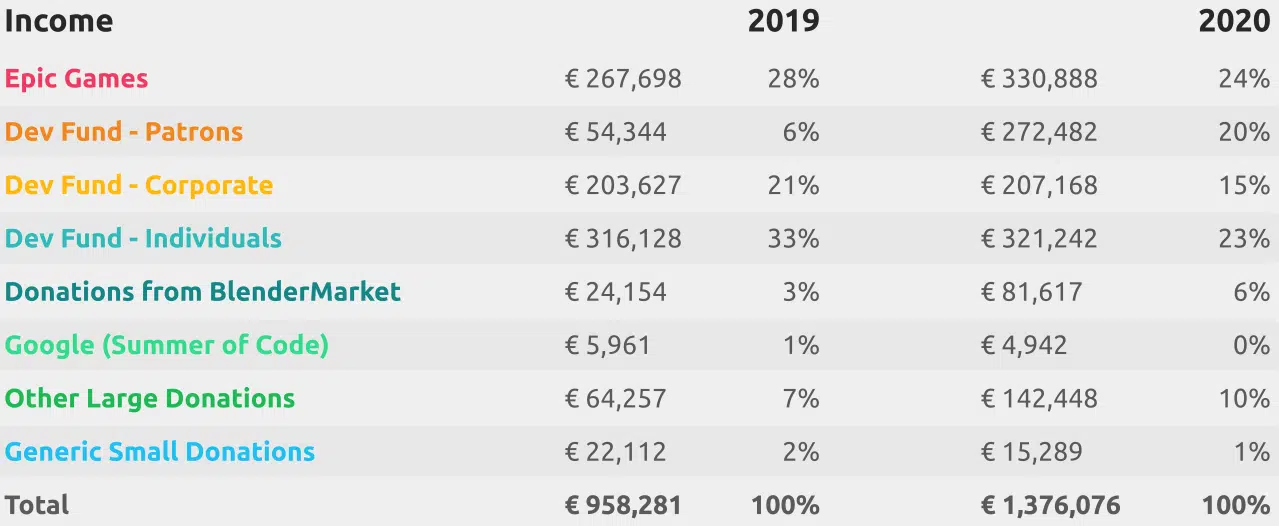 Income 2019 2020
Epic Games € 267,698 28% € 330,888 24%
Dev Fund - Patrons € 54,344 6% € 272,482 20%
Dev Fund - Corporate € 203,627 21% € 207,168 15%
Dev Fund - Individuals € 316,128 33% € 321,242 23%
Donations from BlenderMarket € 24,154 3% € 81,617 6%
Google (Summer of Code) € 5,961 1% € 4,942 0%
Other Large Donations € 64,257 7% € 142,448 10%
Generic Small Donations € 22,112 2% € 15,289 1%
Total € 958,281 100% € 1,376,076 100%